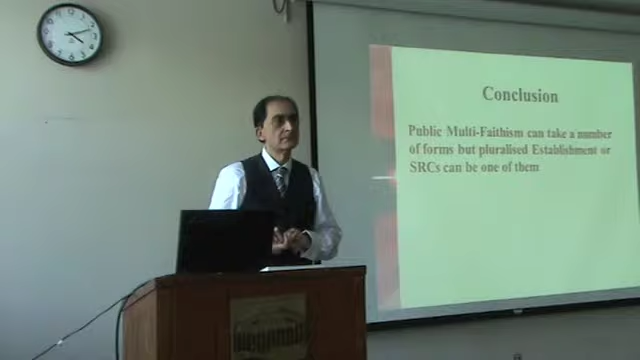 Conclusion
Public Multi-Faithism can take a number
of forms but pluralised Establishment or
SRCs can be one of them